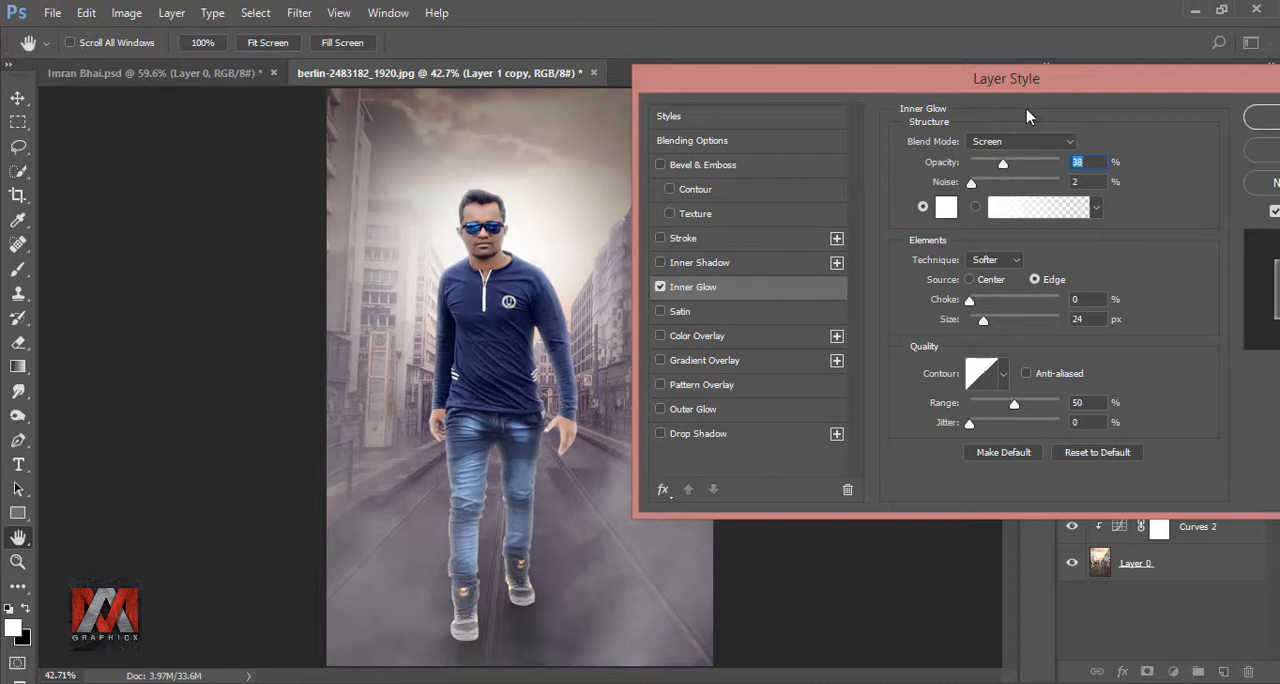 Ps File Edit Image Layer Type Select Filter View Window Help
Scroll All Windows 100% Fit Screen Fill Screen
Imran Bhai.psd @ 59.6% (Layer 0, RGB/8#) * × berlin-2483182_1920.jpg @ 42.7% (Layer 1 copy, RGB/8#) * ×
Layer Style
Styles
Blending Options
Bevel & Emboss
Contour
Texture
Stroke
Inner Shadow
Inner Glow
Satin
Color Overlay
Gradient Overlay
Pattern Overlay
Outer Glow
Drop Shadow
fx
Inner Glow
Structure
Blend Mode: Screen
Opacity: 38 %
Noise: 2 %
Elements
Technique: Softer
Source: Center Edge
Choke: 0 %
Size: 24 px
Quality
Contour: Anti-aliased
Range: 50 %
Jitter: 0 %
Make Default Reset to Default
N
Curves 2
Layer 0
fx
GRAPHICX
42.71% Doc: 3.97M/33.6M